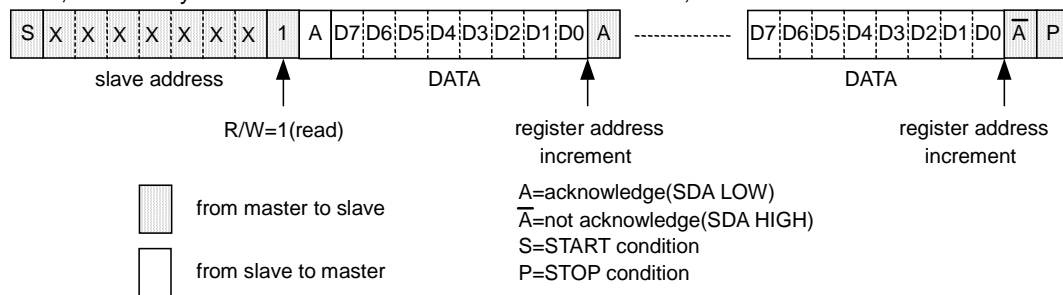 S X X X X X X X 1 A D7 D6 D5 D4 D3 D2 D1 D0 A D7 D6 D5 D4 D3 D2 D1 D0 A̅ P
slave address DATA DATA
R/W=1(read)
register address increment
register address increment
from master to slave
from slave to master
A=acknowledge(SDA LOW)
A̅=not acknowledge(SDA HIGH)
S=START condition
P=STOP condition